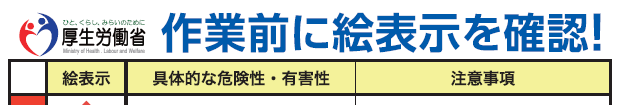 ひと、くらし、みらいのために
厚生労働省
Ministry of Health, Labour and Welfare
作業前に絵表示を確認!
絵表示 具体的な危険性・有害性 注意事項